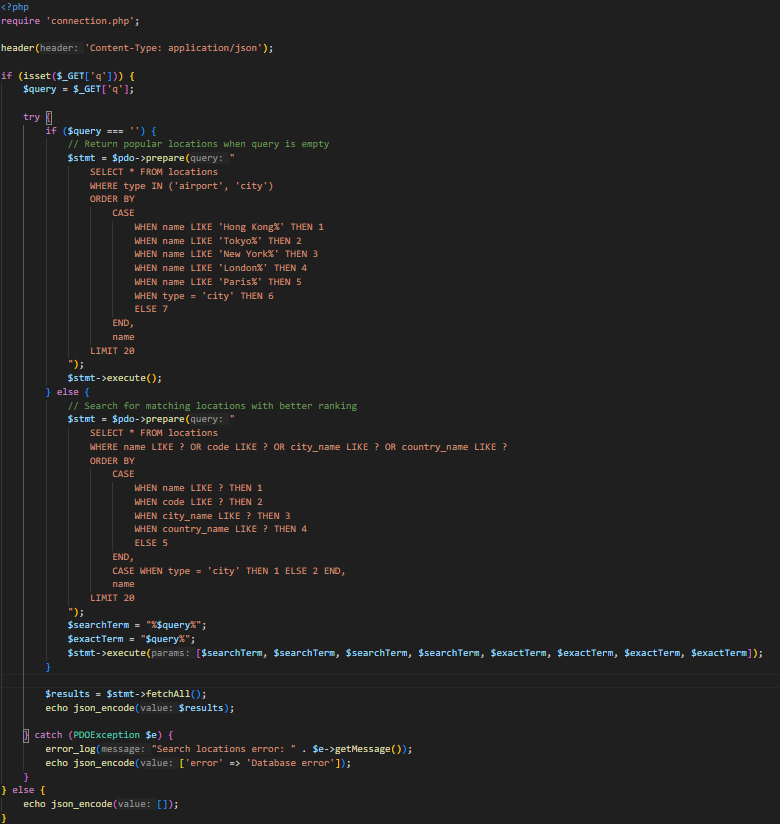 <?php
require 'connection.php';

header(header: 'Content-Type: application/json');

if (isset($_GET['q'])) {
    $query = $_GET['q'];

    try {
        if ($query === '') {
            // Return popular locations when query is empty
            $stmt = $pdo->prepare(query: "
                SELECT * FROM locations
                WHERE type IN ('airport', 'city')
                ORDER BY
                    CASE
                        WHEN name LIKE 'Hong Kong%' THEN 1
                        WHEN name LIKE 'Tokyo%' THEN 2
                        WHEN name LIKE 'New York%' THEN 3
                        WHEN name LIKE 'London%' THEN 4
                        WHEN name LIKE 'Paris%' THEN 5
                        WHEN type = 'city' THEN 6
                        ELSE 7
                    END,
                    name
                LIMIT 20
            ");
            $stmt->execute();
        } else {
            // Search for matching locations with better ranking
            $stmt = $pdo->prepare(query: "
                SELECT * FROM locations
                WHERE name LIKE ? OR code LIKE ? OR city_name LIKE ? OR country_name LIKE ?
                ORDER BY
                    CASE
                        WHEN name LIKE ? THEN 1
                        WHEN code LIKE ? THEN 2
                        WHEN city_name LIKE ? THEN 3
                        WHEN country_name LIKE ? THEN 4
                        ELSE 5
                    END,
                    CASE WHEN type = 'city' THEN 1 ELSE 2 END,
                    name
                LIMIT 20
            ");
            $searchTerm = "%$query%";
            $exactTerm = "$query%";
            $stmt->execute(params: [$searchTerm, $searchTerm, $searchTerm, $searchTerm, $exactTerm, $exactTerm, $exactTerm, $exactTerm]);
        }

        $results = $stmt->fetchAll();
        echo json_encode(value: $results);

    } catch (PDOException $e) {
        error_log(message: "Search locations error: " . $e->getMessage());
        echo json_encode(value: ['error' => 'Database error']);
    }
} else {
    echo json_encode(value: []);
}